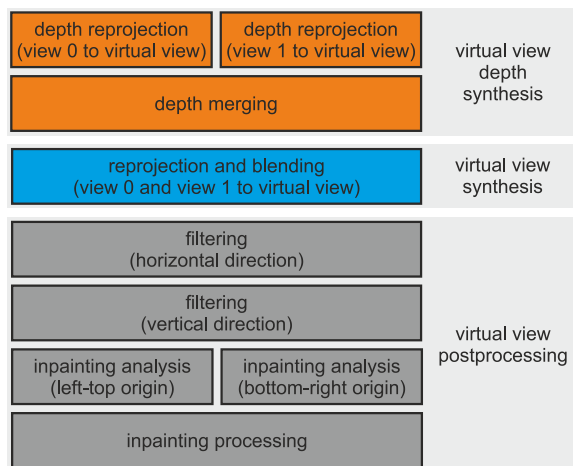 depth reprojection
(view 0 to virtual view)
depth reprojection
(view 1 to virtual view)
depth merging
virtual view
depth
synthesis
reprojection and blending
(view 0 and view 1 to virtual view)
virtual view
synthesis
filtering
(horizontal direction)
filtering
(vertical direction)
inpainting analysis
(left-top origin)
inpainting analysis
(bottom-right origin)
inpainting processing
virtual view
postprocessing